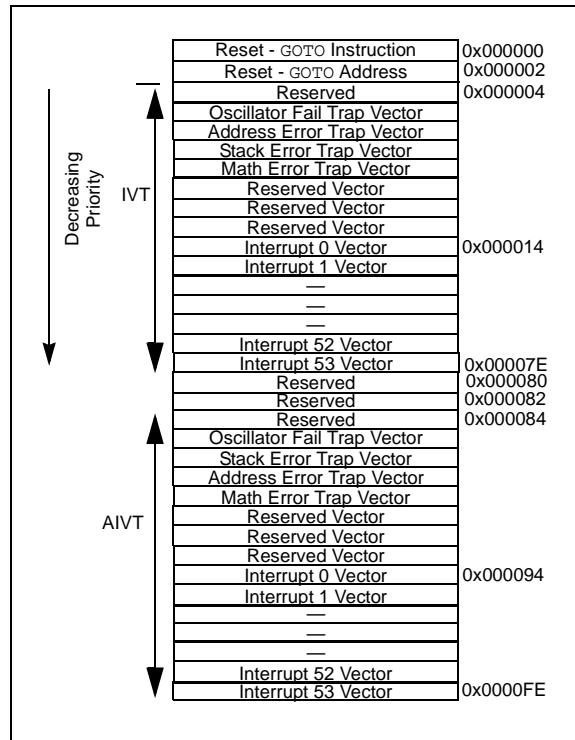 Reset - GOTO Instruction 0x000000
Reset - GOTO Address 0x000002
Reserved 0x000004
Oscillator Fail Trap Vector
Address Error Trap Vector
Stack Error Trap Vector
Math Error Trap Vector
Reserved Vector
Reserved Vector
Reserved Vector
Interrupt 0 Vector 0x000014
Interrupt 1 Vector
—
—
—
Interrupt 52 Vector
Interrupt 53 Vector 0x00007E
Decreasing
Priority
IVT
Reserved 0x000080
Reserved 0x000082
Reserved 0x000084
Oscillator Fail Trap Vector
Stack Error Trap Vector
Address Error Trap Vector
Math Error Trap Vector
Reserved Vector
Reserved Vector
Reserved Vector
Interrupt 0 Vector 0x000094
Interrupt 1 Vector
—
—
—
Interrupt 52 Vector
Interrupt 53 Vector 0x0000FE
AIVT